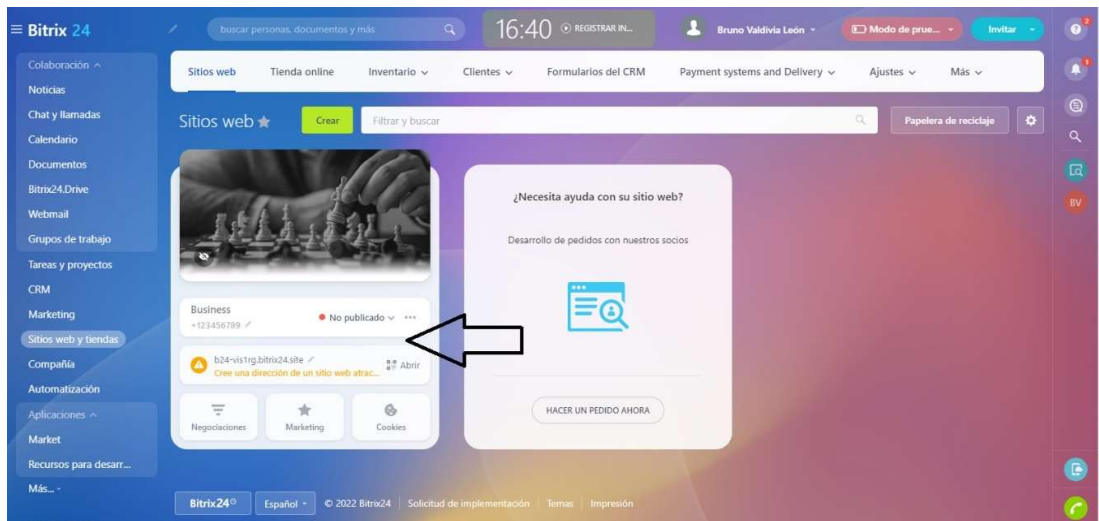 Bitrix 24
buscar personas, documentos y más
16:40 REGISTRAR IN...
Bruno Valdivia León
Modo de prue...
Invitar
2
Colaboración
Noticias
Chat y llamadas
Calendario
Documentos
Bitrix24.Drive
Webmail
Grupos de trabajo
Tareas y proyectos
CRM
Marketing
Sitios web y tiendas
Compañía
Automatización
Aplicaciones
Market
Recursos para desarr...
Más...
Sitios web
Tienda online
Inventario
Clientes
Formularios del CRM
Payment systems and Delivery
Ajustes
Más
1
Sitios web
Crear
Filtrar y buscar
Papelera de reciclaje
BV
Business
+123456789
No publicado
b24-vis1rg.bitrix24.site
Cree una dirección de un sitio web atrac...
Abrir
Negociaciones
Marketing
Cookies
¿Necesita ayuda con su sitio web?
Desarrollo de pedidos con nuestros socios
HACER UN PEDIDO AHORA
Bitrix24
Español
© 2022 Bitrix24
Solicitud de implementación
Temas
Impresión